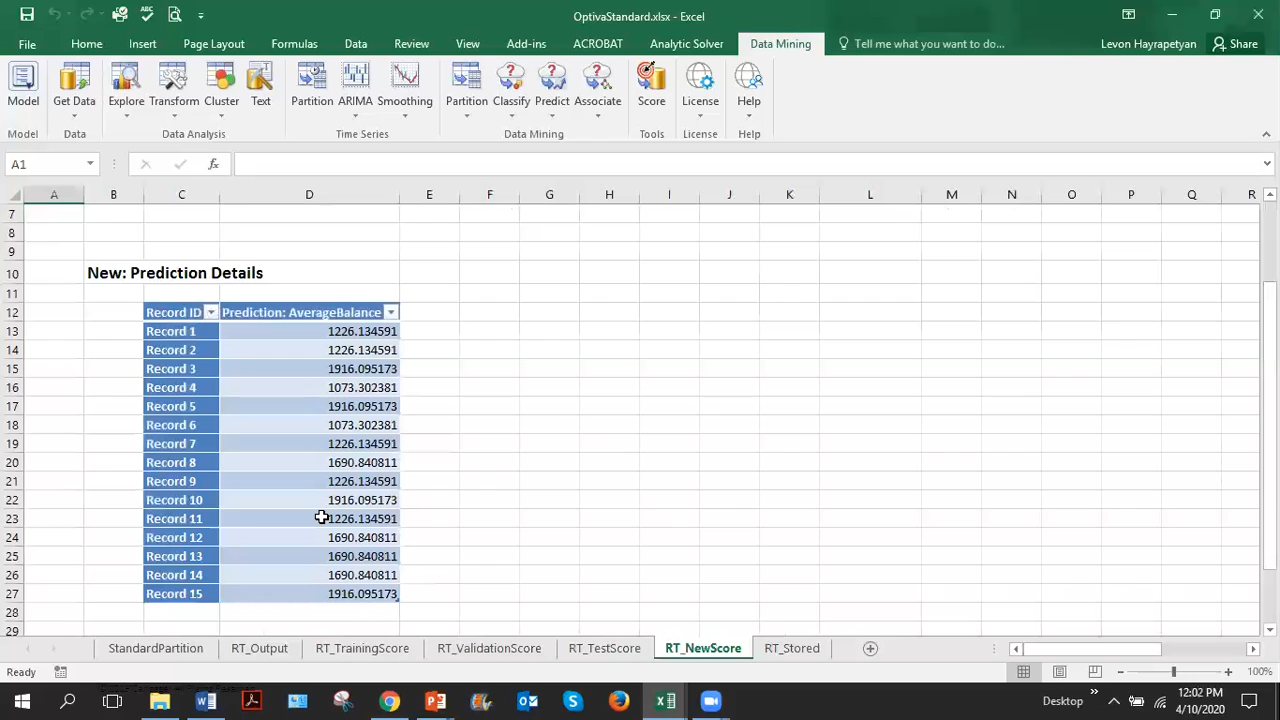 OptivaStandard.xlsx - Excel
File Home Insert Page Layout Formulas Data Review View Add-ins ACROBAT Analytic Solver Data Mining Tell me what you want to do... Levon Hayrapetyan Share
Model Get Data Explore Transform Cluster Text Partition ARIMA Smoothing Partition Classify Predict Associate Score License Help
Model Data Data Analysis Time Series Data Mining Tools License Help
A1 fx
A B C D E F G H I J K L M N O P Q R
7
8
9
10 New: Prediction Details
11
12 Record ID Prediction: AverageBalance
13 Record 1 1226.134591
14 Record 2 1226.134591
15 Record 3 1916.095173
16 Record 4 1073.302381
17 Record 5 1916.095173
18 Record 6 1073.302381
19 Record 7 1226.134591
20 Record 8 1690.840811
21 Record 9 1226.134591
22 Record 10 1916.095173
23 Record 11 1226.134591
24 Record 12 1690.840811
25 Record 13 1690.840811
26 Record 14 1690.840811
27 Record 15 1916.095173
28
29
StandardPartition RT_Output RT_TrainingScore RT_ValidationScore RT_TestScore RT_NewScore RT_Stored
Ready 100%
Desktop 12:02 PM
4/10/2020